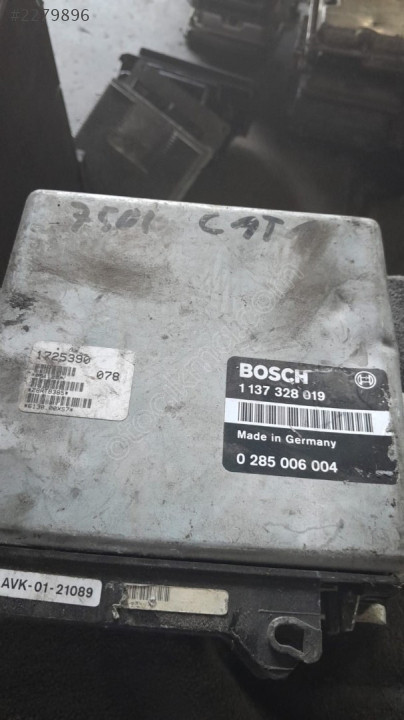 #2279896
750i CAT
1725390
078
BOSCH
1 137 328 019
Made in Germany
0 285 006 004
AVK-01-21089